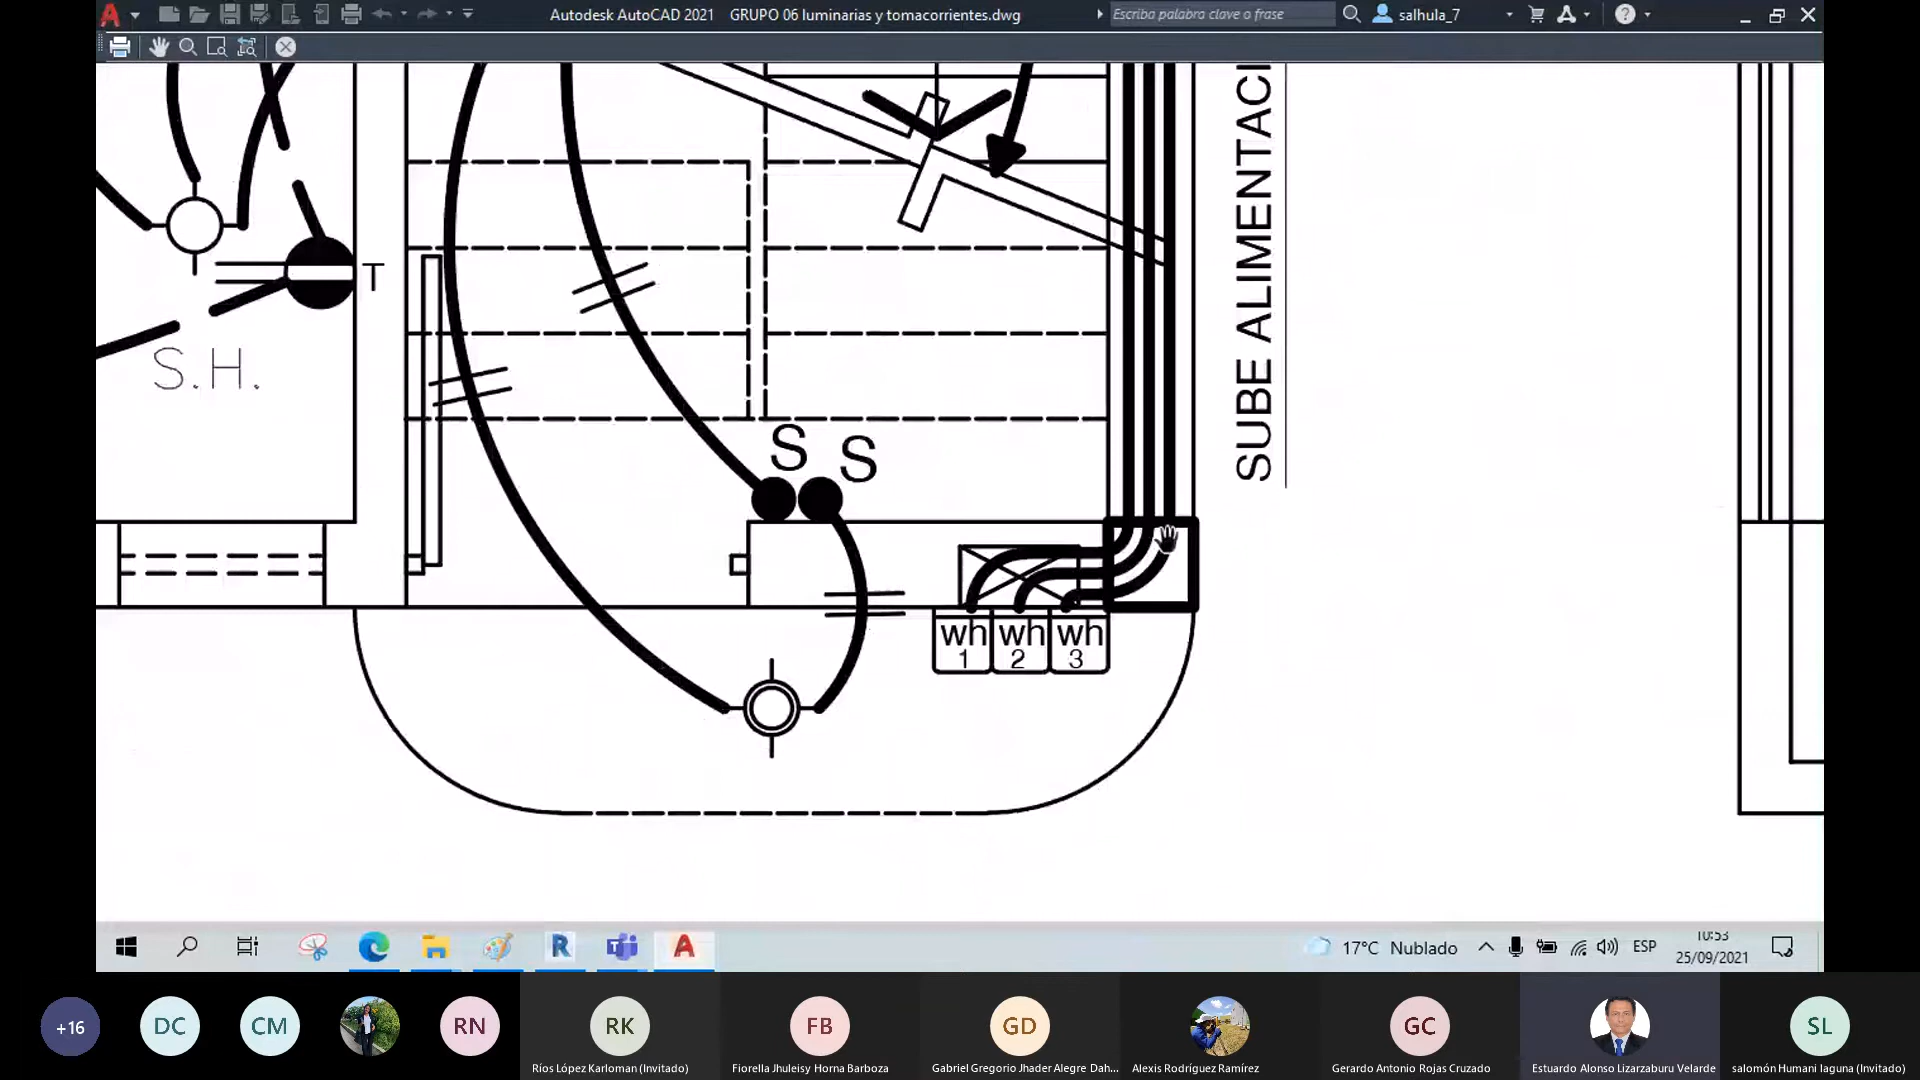 Autodesk AutoCAD 2021 GRUPO 06 luminarias y tomacorrientes.dwg
Escriba palabra clave o frase
salhula_7
SUBE ALIMENTACI
T
S.H.
S S
wh wh wh
1 2 3
17°C Nublado
ESP
10:53
25/09/2021
+16
DC
CM
RN
RK
FB
GD
GC
SL
Ríos López Karloman (Invitado)
Fiorella Jhuleisy Horna Barboza
Gabriel Gregorio Jhader Alegre Dah...
Alexis Rodríguez Ramírez
Gerardo Antonio Rojas Cruzado
Estuardo Alonso Lizarzaburu Velarde
salomón Humani laguna (Invitado)